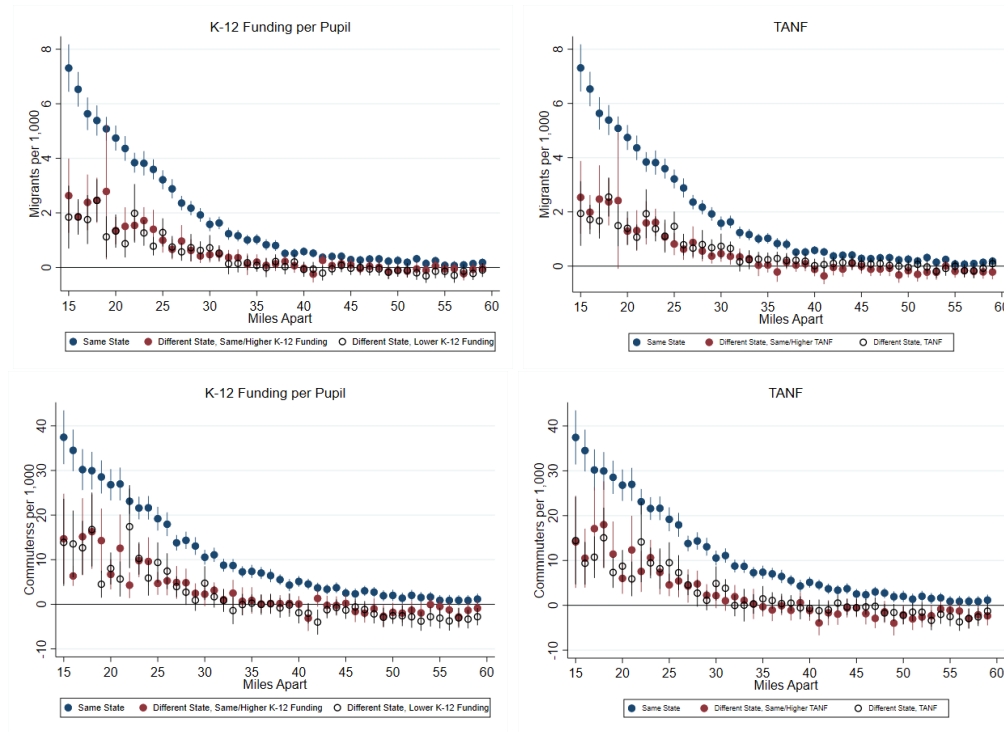 K-12 Funding per Pupil
Migrants per 1,000
8
6
4
2
0
15 20 25 30 35 40 45 50 55 60
Miles Apart
Same State Different State, Same/Higher K-12 Funding Different State, Lower K-12 Funding
TANF
Migrants per 1,000
8
6
4
2
0
15 20 25 30 35 40 45 50 55 60
Miles Apart
Same State Different State, Same/Higher TANF Different State, TANF
K-12 Funding per Pupil
Commuterss per 1,000
40
30
20
10
0
-10
15 20 25 30 35 40 45 50 55 60
Miles Apart
Same State Different State, Same/Higher K-12 Funding Different State, Lower K-12 Funding
TANF
Commmuters per 1,000
40
30
20
10
0
-10
15 20 25 30 35 40 45 50 55 60
Miles Apart
Same State Different State, Same/Higher TANF Different State, TANF